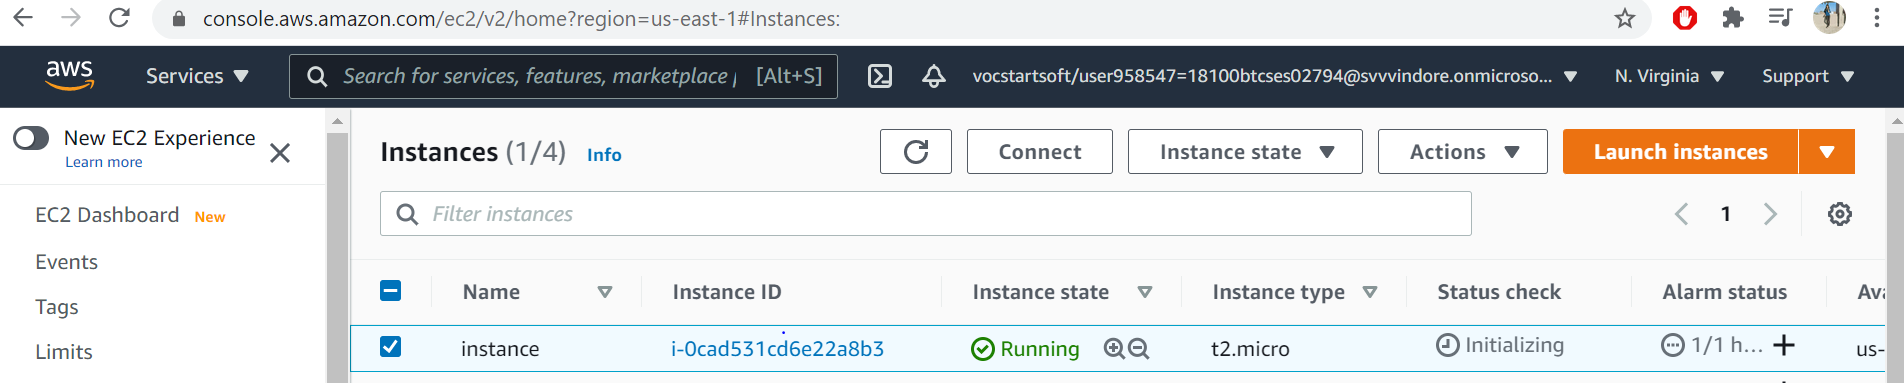 console.aws.amazon.com/ec2/v2/home?region=us-east-1#Instances:
aws Services Search for services, features, marketplace p [Alt+S] vocstartsoft/user958547=18100btcses02794@svvvindore.onmicroso... N. Virginia Support
New EC2 Experience
Learn more
EC2 Dashboard New
Events
Tags
Limits
Instances (1/4) Info Connect Instance state Actions Launch instances
Filter instances 1
Name Instance ID Instance state Instance type Status check Alarm status Ava
instance i-0cad531cd6e22a8b3 Running t2.micro Initializing 1/1 h... + us-